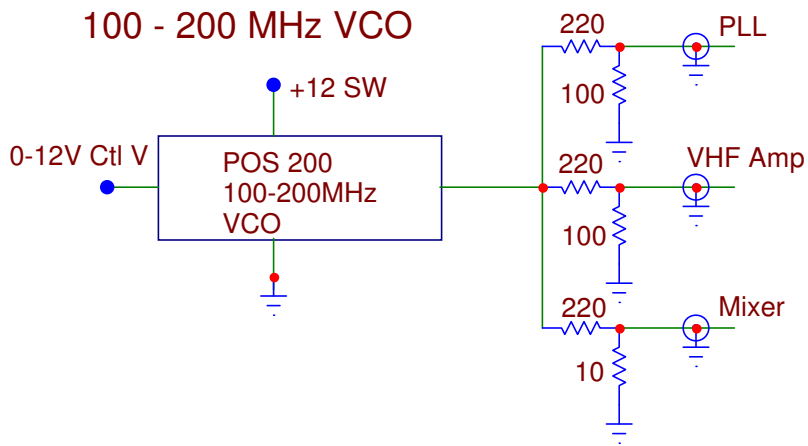 100 - 200 MHz VCO
+12 SW
0-12V Ctl V
POS 200
100-200MHz
VCO
220
PLL
100
220
VHF Amp
100
220
Mixer
10